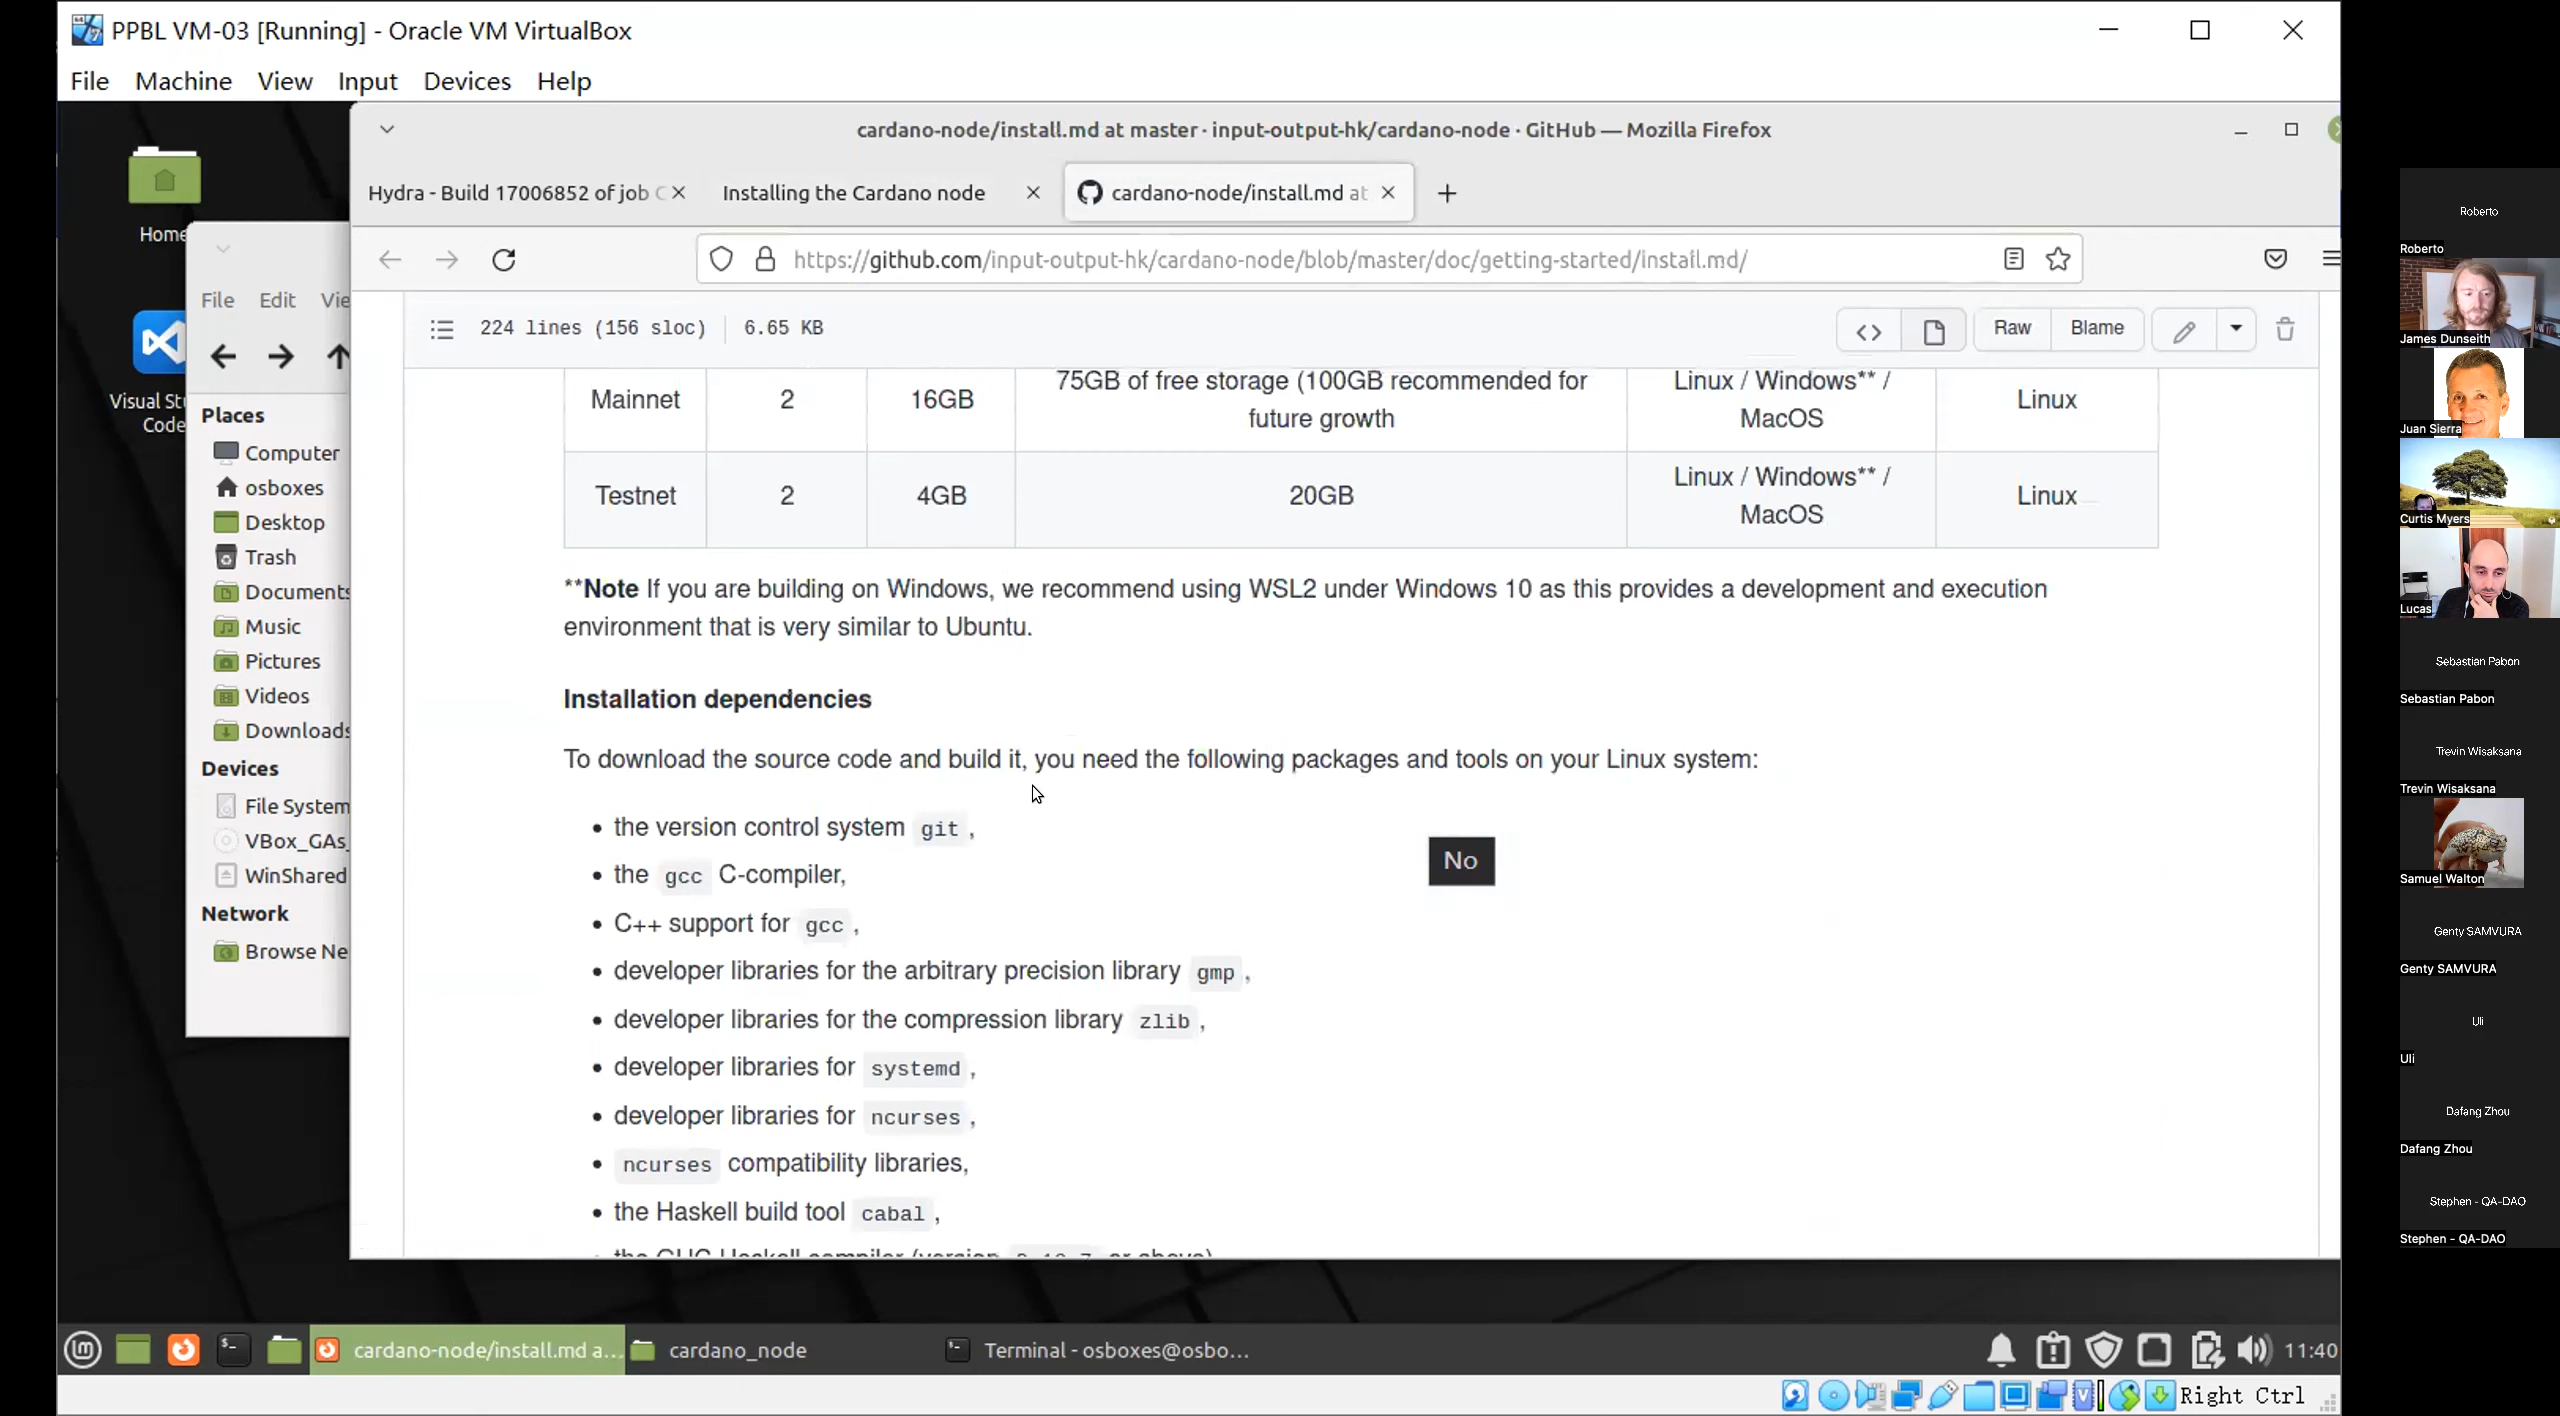 PPBL VM-03 [Running] - Oracle VM VirtualBox
File Machine View Input Devices Help
Home
Visual Stu
Code
File Edit Vie
Places
Computer
osboxes
Desktop
Trash
Documents
Music
Pictures
Videos
Downloads
Devices
File System
VBox_GAs_
WinShared
Network
Browse Ne
cardano-node/install.md at master · input-output-hk/cardano-node · GitHub — Mozilla Firefox
Hydra - Build 17006852 of job C
Installing the Cardano node
cardano-node/install.md at
https://github.com/input-output-hk/cardano-node/blob/master/doc/getting-started/install.md/
224 lines (156 sloc) 6.65 KB
Raw Blame
Mainnet 2 16GB 75GB of free storage (100GB recommended for future growth Linux / Windows** / MacOS Linux
Testnet 2 4GB 20GB Linux / Windows** / MacOS Linux
**Note If you are building on Windows, we recommend using WSL2 under Windows 10 as this provides a development and execution
environment that is very similar to Ubuntu.
Installation dependencies
To download the source code and build it, you need the following packages and tools on your Linux system:
• the version control system git ,
• the gcc C-compiler,
• C++ support for gcc ,
• developer libraries for the arbitrary precision library gmp ,
• developer libraries for the compression library zlib ,
• developer libraries for systemd ,
• developer libraries for ncurses ,
• ncurses compatibility libraries,
• the Haskell build tool cabal ,
• the GHC Haskell compiler (version 8.10.7 or above)
No
cardano-node/install.md a...
cardano_node
Terminal - osboxes@osbo...
11:40
Right Ctrl
Roberto
Roberto
James Dunseith
Juan Sierra
Curtis Myers
Lucas
Sebastian Pabon
Sebastian Pabon
Trevin Wisaksana
Trevin Wisaksana
Samuel Walton
Genty SAMVURA
Genty SAMVURA
Uli
Uli
Dafang Zhou
Dafang Zhou
Stephen - QA-DAO
Stephen - QA-DAO